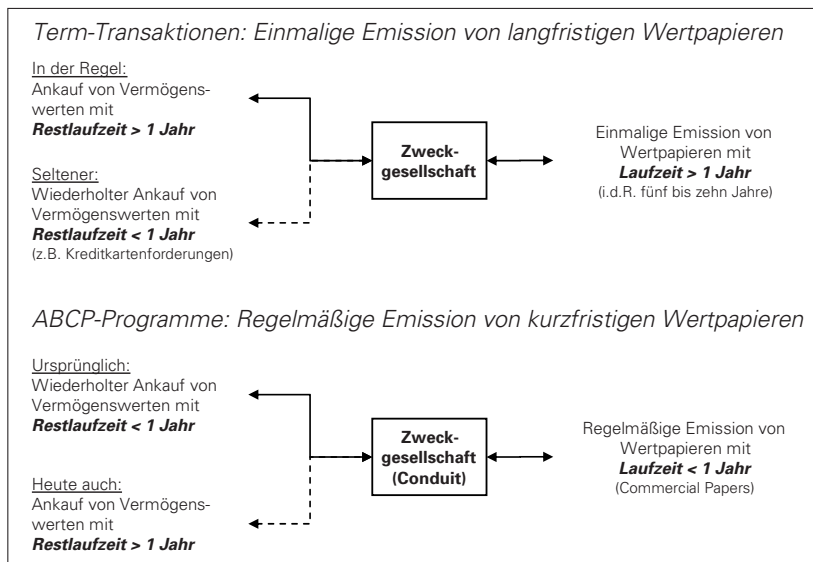 Term-Transaktionen: Einmalige Emission von langfristigen Wertpapieren
In der Regel:
Ankauf von Vermögens-
werten mit
Restlaufzeit > 1 Jahr
Seltener:
Wiederholter Ankauf von
Vermögenswerten mit
Restlaufzeit < 1 Jahr
(z.B. Kreditkartenforderungen)
Zweck-
gesellschaft
Einmalige Emission von
Wertpapieren mit
Laufzeit > 1 Jahr
(i.d.R. fünf bis zehn Jahre)
ABCP-Programme: Regelmäßige Emission von kurzfristigen Wertpapieren
Ursprünglich:
Wiederholter Ankauf von
Vermögenswerten mit
Restlaufzeit < 1 Jahr
Heute auch:
Ankauf von Vermögens-
werten mit
Restlaufzeit > 1 Jahr
Zweck-
gesellschaft
(Conduit)
Regelmäßige Emission von
Wertpapieren mit
Laufzeit < 1 Jahr
(Commercial Papers)